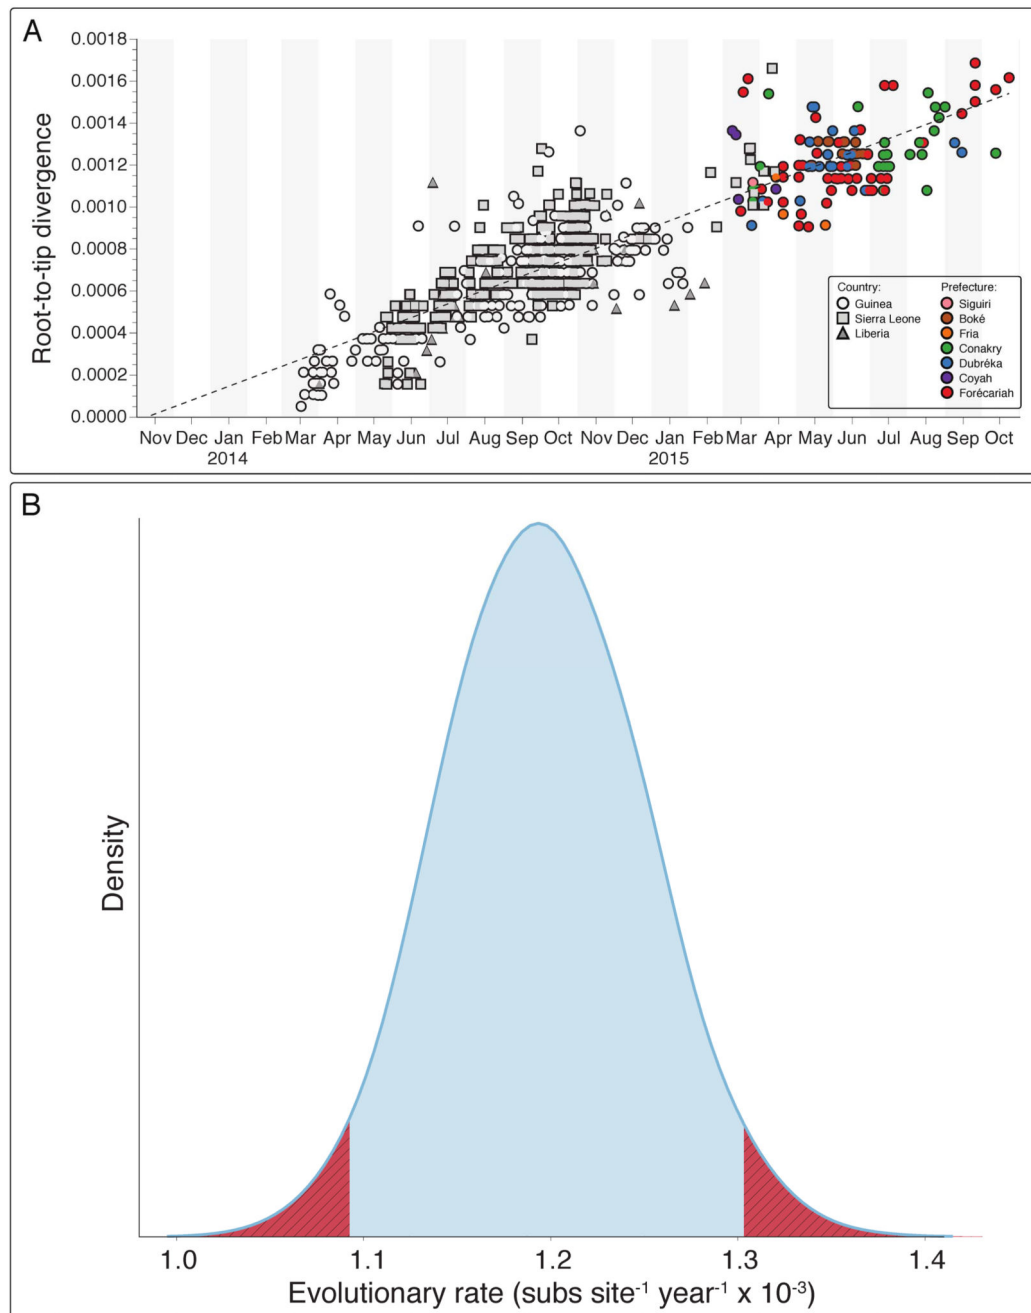 A
0.0018
0.0016
0.0014
0.0012
0.0010
0.0008
0.0006
0.0004
0.0002
0.0000
Root-to-tip divergence
Nov Dec Jan Feb Mar Apr May Jun Jul Aug Sep Oct Nov Dec Jan Feb Mar Apr May Jun Jul Aug Sep Oct
2014 2015
Country:
Guinea
Sierra Leone
Liberia
Prefecture:
Siguiri
Boké
Fria
Conakry
Dubréka
Coyah
Forécariah
B
Density
1.0 1.1 1.2 1.3 1.4
Evolutionary rate (subs site⁻¹ year⁻¹ x 10⁻³)